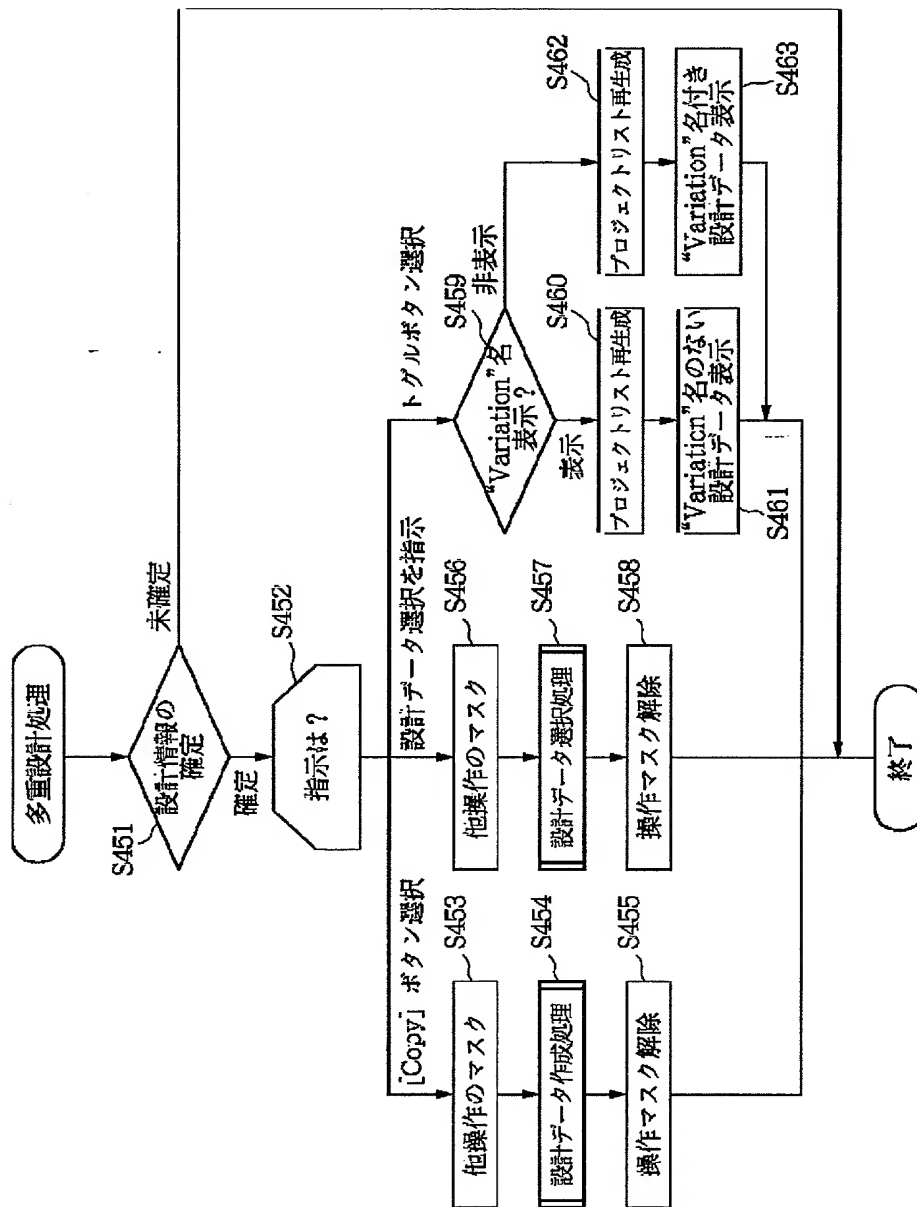 多重設計処理
S451
設計情報の
確定
未確定
確定
S452
指示は？
[Copy] ボタン選択
S453
他操作のマスク
S454
設計データ作成処理
S455
操作マスク解除
設計データ選択を指示
S456
他操作のマスク
S457
設計データ選択処理
S458
操作マスク解除
トグルボタン選択
S459
“Variation”名
表示？
表示
非表示
S460
プロジェクトリスト再生成
S461
“Variation”名のない
設計データ表示
S462
プロジェクトリスト再生成
S463
“Variation”名付き
設計データ表示
終了